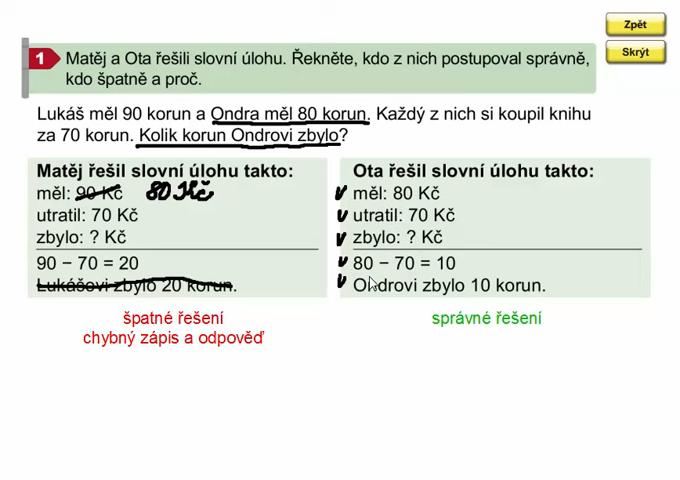 Zpět
Skrýt
1 Matěj a Ota řešili slovní úlohu. Řekněte, kdo z nich postupoval správně,
kdo špatně a proč.
Lukáš měl 90 korun a Ondra měl 80 korun. Každý z nich si koupil knihu
za 70 korun. Kolik korun Ondrovi zbylo?
Matěj řešil slovní úlohu takto:
měl: 90 Kč 80 Kč
utratil: 70 Kč
zbylo: ? Kč
90 − 70 = 20
Lukášovi zbylo 20 korun.
špatné řešení
chybný zápis a odpověď
Ota řešil slovní úlohu takto:
měl: 80 Kč
utratil: 70 Kč
zbylo: ? Kč
80 − 70 = 10
Ondrovi zbylo 10 korun.
správné řešení